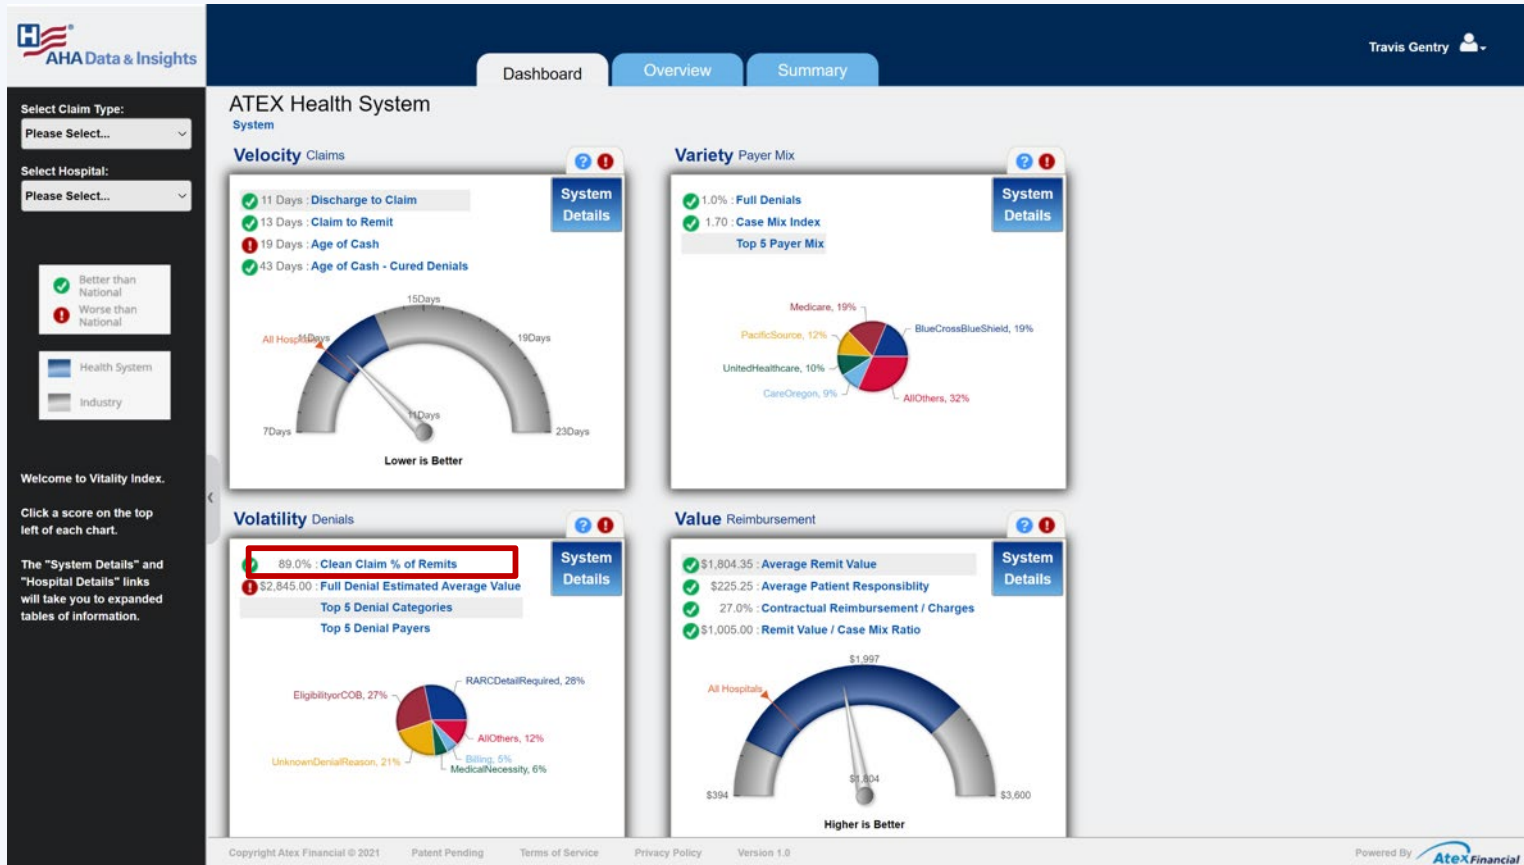 AHA Data & Insights
Dashboard
Overview
Summary
Travis Gentry
Select Claim Type:
Please Select...
Select Hospital:
Please Select...
Better than
National
Worse than
National
Health System
Industry
Welcome to Vitality Index.
Click a score on the top
left of each chart.
The "System Details" and
"Hospital Details" links
will take you to expanded
tables of information.
ATEX Health System
System
Velocity Claims
System
Details
11 Days : Discharge to Claim
13 Days : Claim to Remit
19 Days : Age of Cash
43 Days : Age of Cash - Cured Denials
15Days
All Hospitals
11Days
19Days
11Days
7Days
23Days
Lower is Better
Variety Payer Mix
System
Details
1.0% : Full Denials
1.70 : Case Mix Index
Top 5 Payer Mix
Medicare, 19%
BlueCrossBlueShield, 19%
PacificSource, 12%
UnitedHealthcare, 10%
CareOregon, 9%
AllOthers, 32%
Volatility Denials
System
Details
89.0% : Clean Claim % of Remits
$2,845.00 : Full Denial Estimated Average Value
Top 5 Denial Categories
Top 5 Denial Payers
RARCDetailRequired, 28%
EligibilityorCOB, 27%
AllOthers, 12%
UnknownDenialReason, 21%
Billing, 5%
MedicalNecessity, 6%
Value Reimbursement
System
Details
$1,804.35 : Average Remit Value
$225.25 : Average Patient Responsiblity
27.0% : Contractual Reimbursement / Charges
$1,005.00 : Remit Value / Case Mix Ratio
$1,997
All Hospitals
$1,804
$394
$3,600
Higher is Better
Copyright Atex Financial © 2021
Patent Pending
Terms of Service
Privacy Policy
Version 1.0
Powered By AtexFinancial